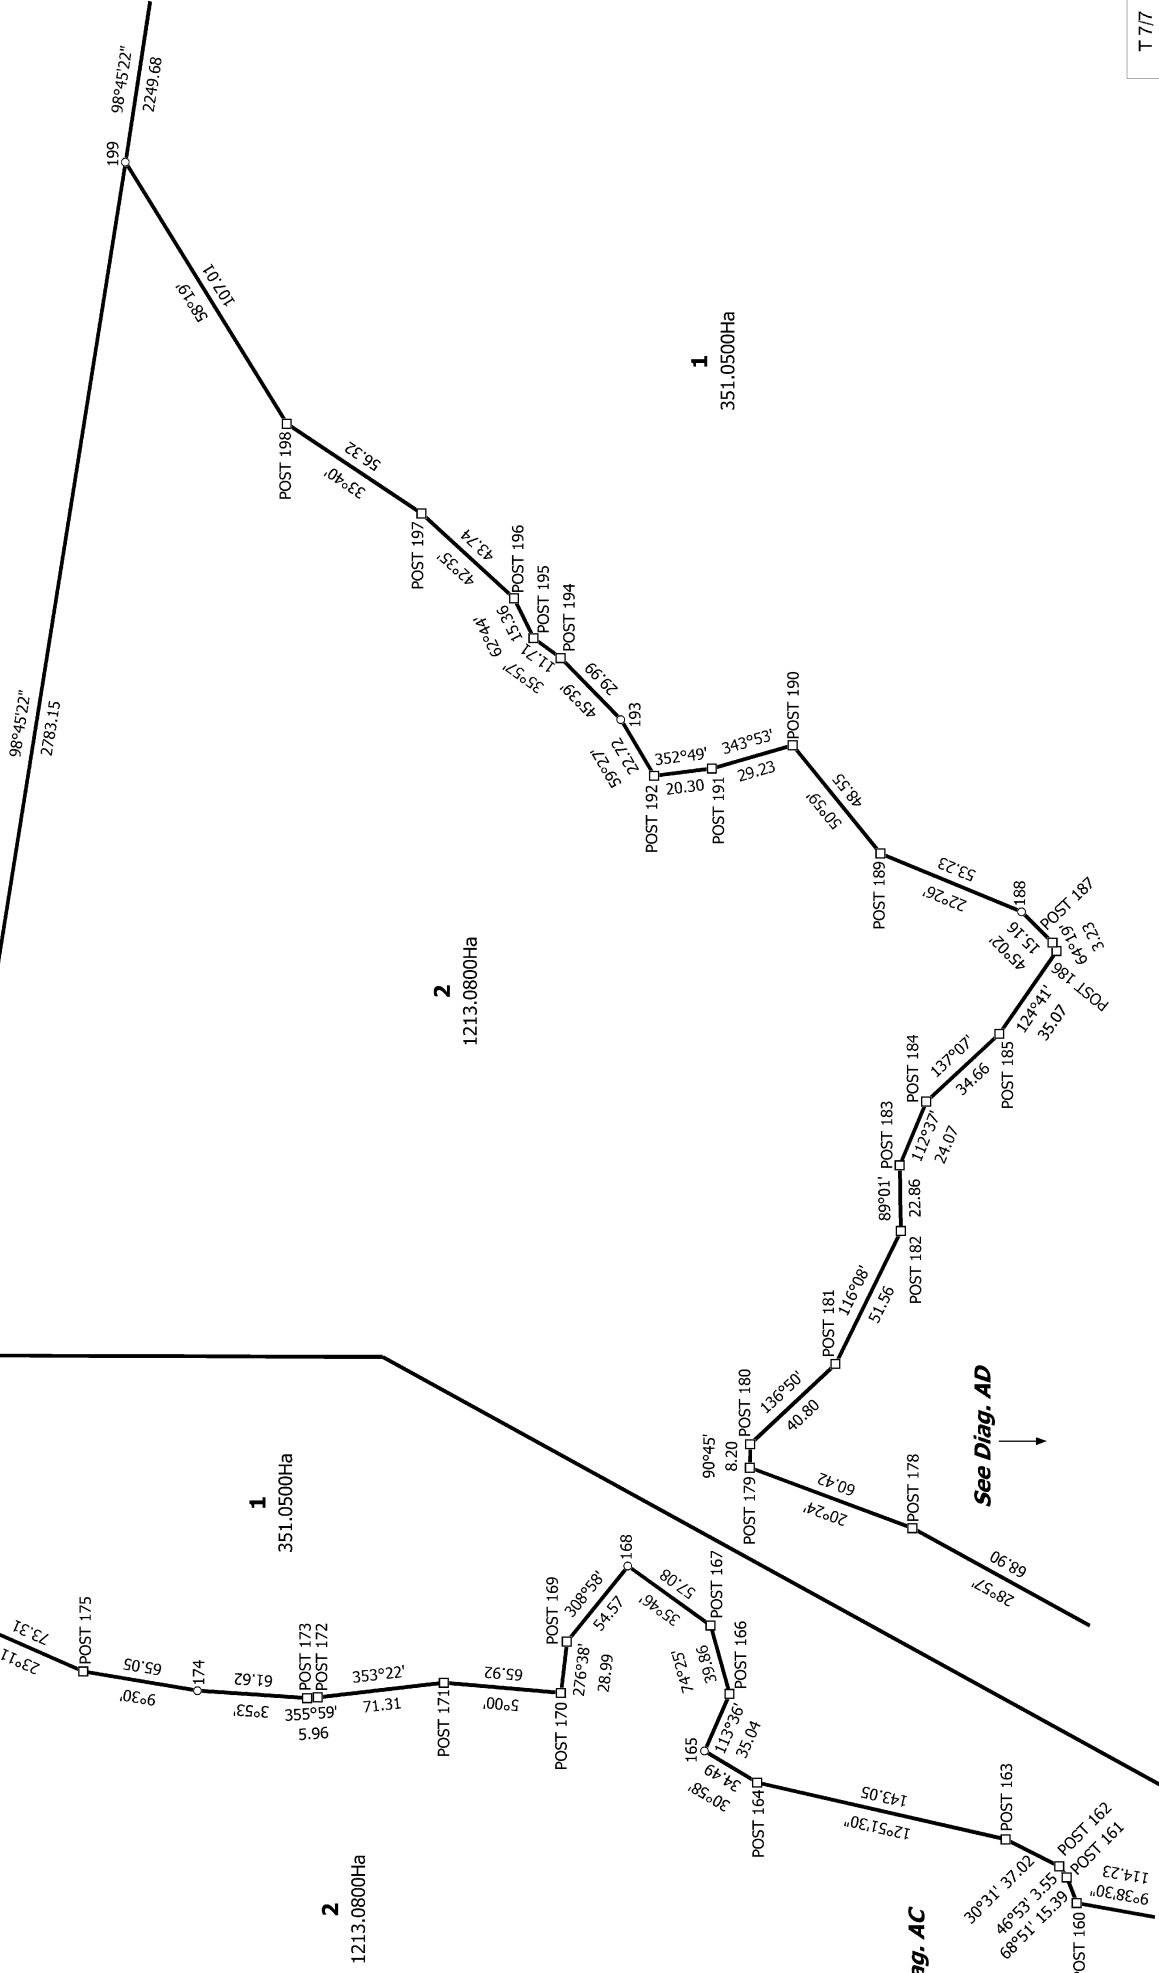 T 7/7
98°45'22"
2249.68
199
58°19'
107.01
POST 198
33°40'
56.32
POST 197
42°35'
43.74
POST 196
62°44'
15.36
POST 195
35°57'
11.71
POST 194
45°39'
29.99
193
59°27'
22.72
POST 192
352°49'
20.30
POST 191
343°53'
29.23
POST 190
50°59'
48.55
POST 189
22°26'
53.23
188
45°02'
15.16
POST 187
64°19'
3.23
POST 186
124°41'
35.07
POST 185
137°07'
34.66
POST 184
112°37'
24.07
POST 183
89°01'
22.86
POST 182
116°08'
51.56
POST 181
136°50'
40.80
POST 180
90°45'
8.20
POST 179
20°24'
60.42
POST 178
28°57'
68.90
See Diag. AD
98°45'22"
2783.15
1
351.0500Ha
2
1213.0800Ha
1
351.0500Ha
2
1213.0800Ha
23°11
73.31
POST 175
9°30'
65.05
174
3°53'
61.62
POST 173
355°59'
5.96
POST 172
353°22'
71.31
POST 171
5°00'
65.92
POST 170
276°38'
28.99
POST 169
308°58'
54.57
168
35°46'
57.08
POST 167
74°25'
39.86
POST 166
113°36'
35.04
165
30°58'
34.49
POST 164
12°51'30"
143.05
POST 163
30°31' 37.02
POST 162
46°53' 3.55
POST 161
68°51' 15.39
OST 160
9°38'30"
114.23
ag. AC